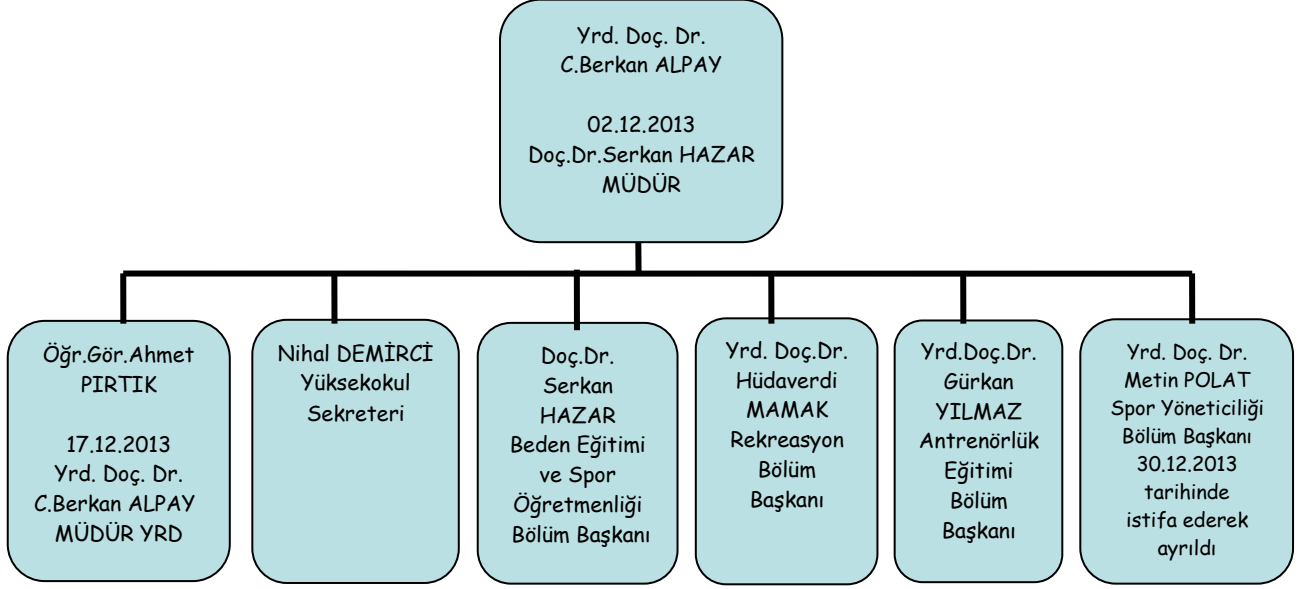 Yrd. Doç. Dr.
C.Berkan ALPAY
02.12.2013
Doç.Dr.Serkan HAZAR
MÜDÜR
Öğr.Gör.Ahmet
PIRTIK
17.12.2013
Yrd. Doç. Dr.
C.Berkan ALPAY
MÜDÜR YRD
Nihal DEMİRCİ
Yüksekokul
Sekreteri
Doç.Dr.
Serkan
HAZAR
Beden Eğitimi
ve Spor
Öğretmenliği
Bölüm Başkanı
Yrd. Doç.Dr.
Hüdaverdi
MAMAK
Rekreasyon
Bölüm
Başkanı
Yrd.Doç.Dr.
Gürkan
YILMAZ
Antrenörlük
Eğitimi
Bölüm
Başkanı
Yrd. Doç. Dr.
Metin POLAT
Spor Yöneticiliği
Bölüm Başkanı
30.12.2013
tarihinde
istifa ederek
ayrıldı